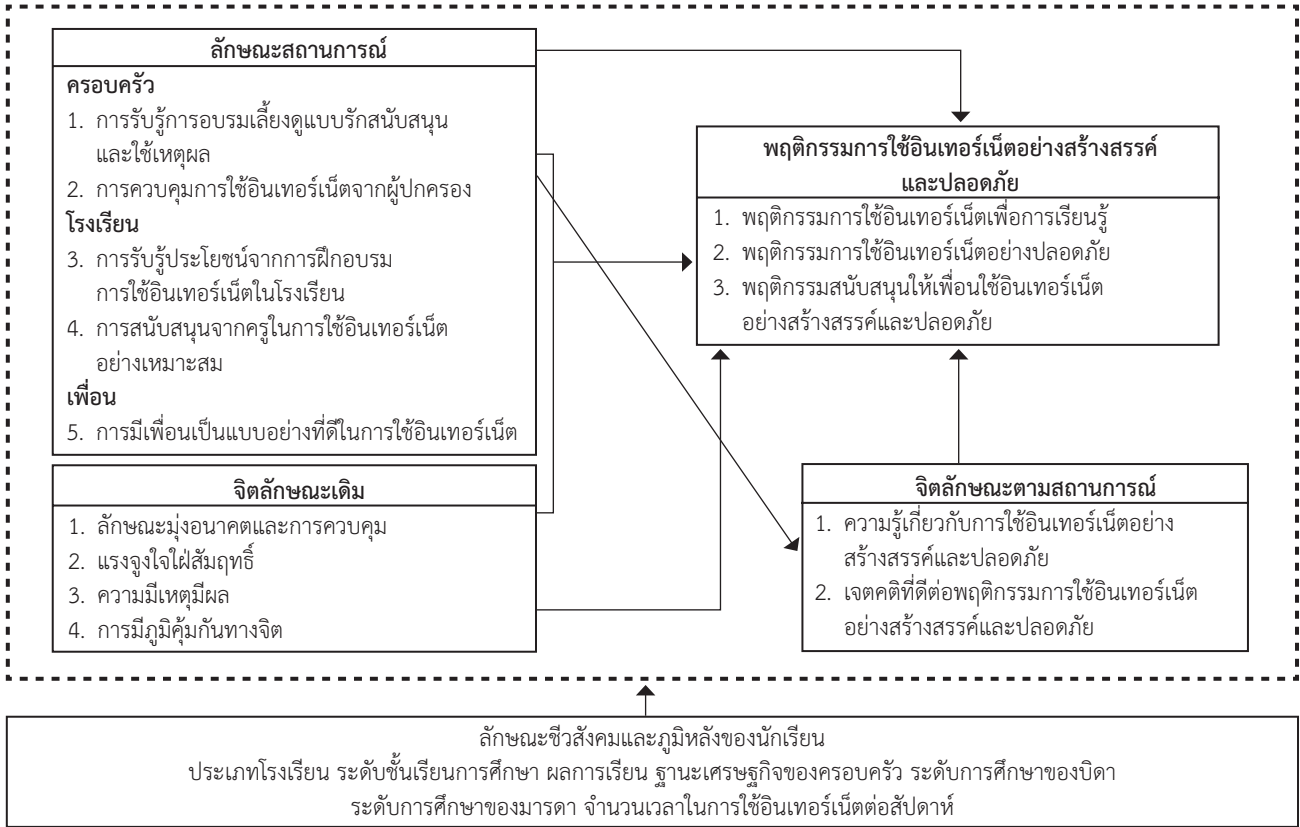 ลักษณะสถานการณ์
ครอบครัว
1. การรับรู้การอบรมเลี้ยงดูแบบรักสนับสนุน
และใช้เหตุผล
2. การควบคุมการใช้อินเทอร์เน็ตจากผู้ปกครอง
โรงเรียน
3. การรับรู้ประโยชน์จากการฝึกอบรม
การใช้อินเทอร์เน็ตในโรงเรียน
4. การสนับสนุนจากครูในการใช้อินเทอร์เน็ต
อย่างเหมาะสม
เพื่อน
5. การมีเพื่อนเป็นแบบอย่างที่ดีในการใช้อินเทอร์เน็ต
จิตลักษณะเดิม
1. ลักษณะมุ่งอนาคตและการควบคุม
2. แรงจูงใจใฝ่สัมฤทธิ์
3. ความมีเหตุมีผล
4. การมีภูมิคุ้มกันทางจิต
พฤติกรรมการใช้อินเทอร์เน็ตอย่างสร้างสรรค์
และปลอดภัย
1. พฤติกรรมการใช้อินเทอร์เน็ตเพื่อการเรียนรู้
2. พฤติกรรมการใช้อินเทอร์เน็ตอย่างปลอดภัย
3. พฤติกรรมสนับสนุนให้เพื่อนใช้อินเทอร์เน็ต
อย่างสร้างสรรค์และปลอดภัย
จิตลักษณะตามสถานการณ์
1. ความรู้เกี่ยวกับการใช้อินเทอร์เน็ตอย่าง
สร้างสรรค์และปลอดภัย
2. เจตคติที่ดีต่อพฤติกรรมการใช้อินเทอร์เน็ต
อย่างสร้างสรรค์และปลอดภัย
ลักษณะชีวสังคมและภูมิหลังของนักเรียน
ประเภทโรงเรียน ระดับชั้นเรียนการศึกษา ผลการเรียน ฐานะเศรษฐกิจของครอบครัว ระดับการศึกษาของบิดา
ระดับการศึกษาของมารดา จำนวนเวลาในการใช้อินเทอร์เน็ตต่อสัปดาห์